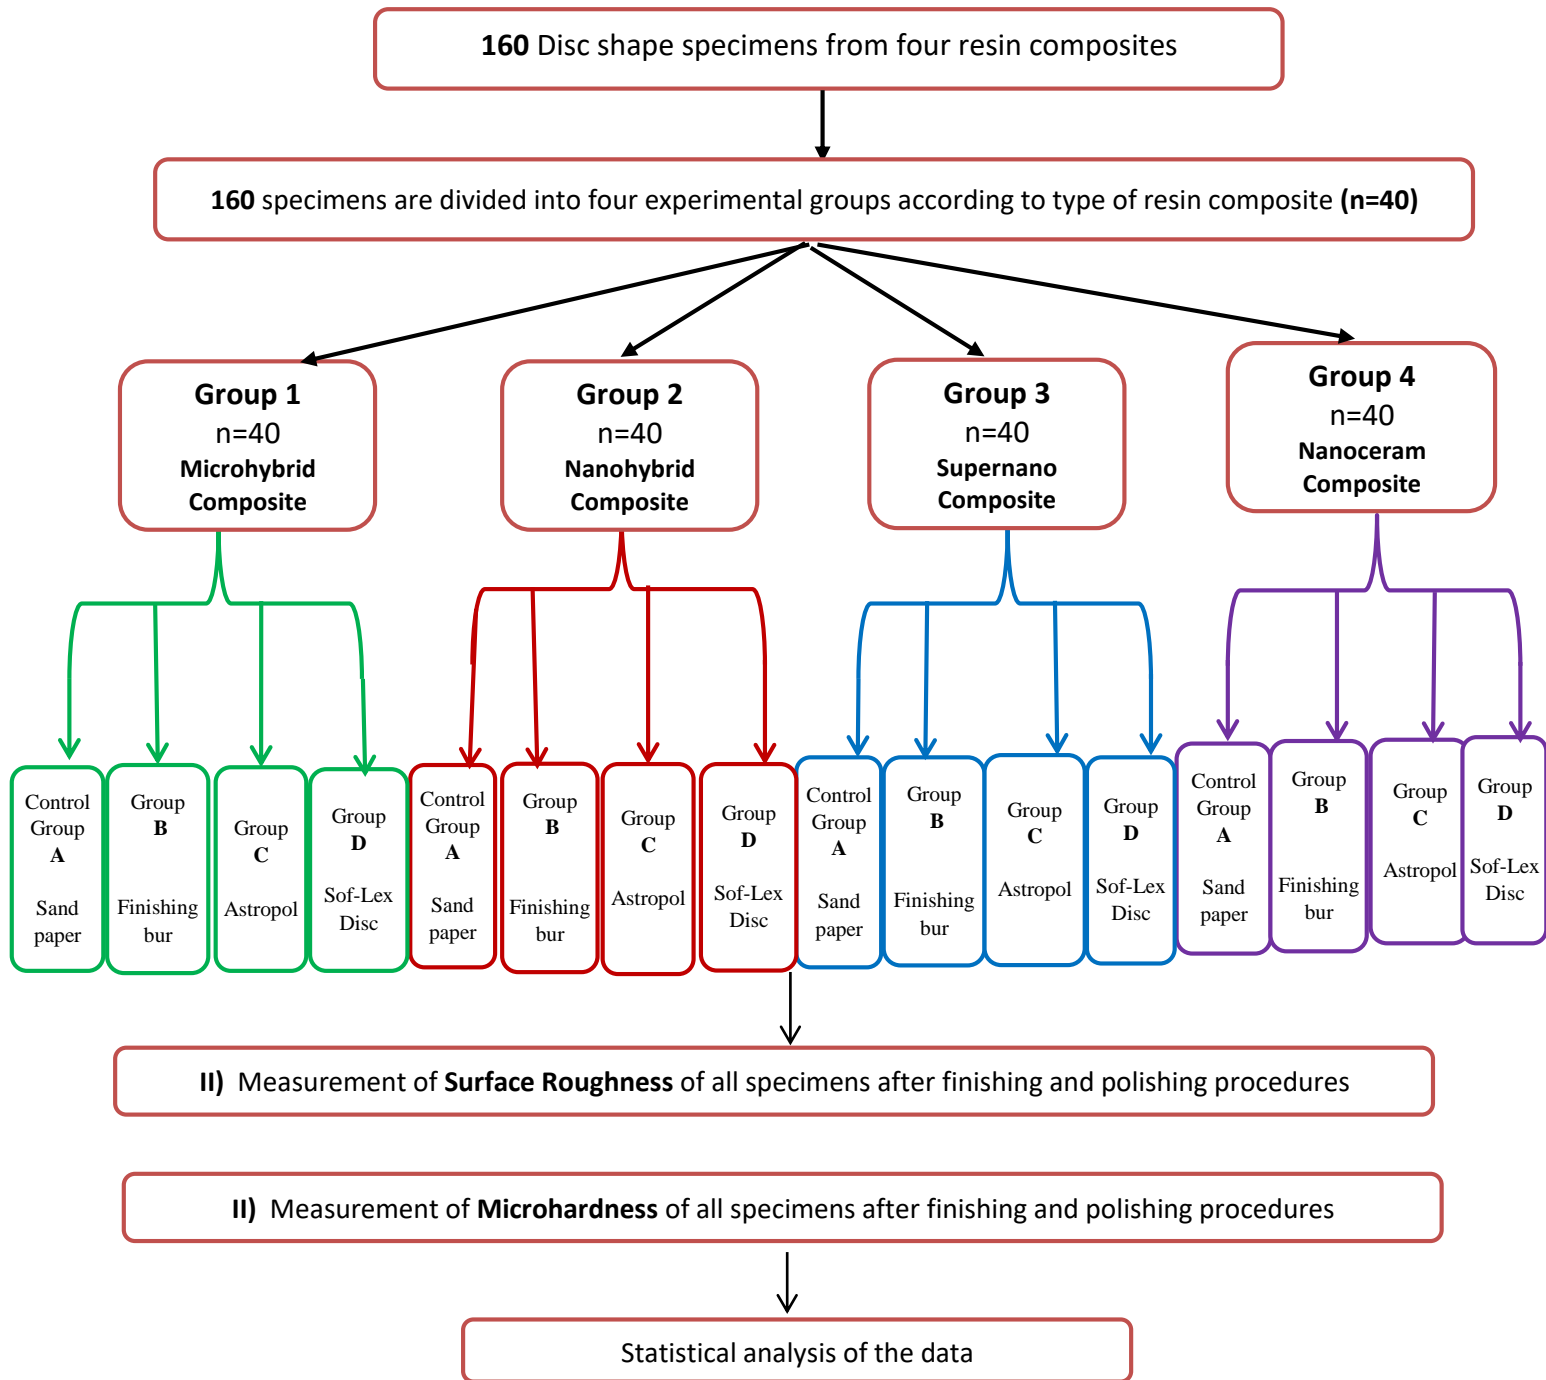 160 Disc shape specimens from four resin composites
160 specimens are divided into four experimental groups according to type of resin composite (n=40)
Group 1
n=40
Microhybrid
Composite
Group 2
n=40
Nanohybrid
Composite
Group 3
n=40
Supernano
Composite
Group 4
n=40
Nanoceram
Composite
Control
Group
A
Sand
paper
Group
B
Finishing
bur
Group
C
Astropol
Group
D
Sof-Lex
Disc
Control
Group
A
Sand
paper
Group
B
Finishing
bur
Group
C
Astropol
Group
D
Sof-Lex
Disc
Control
Group
A
Sand
paper
Group
B
Finishing
bur
Group
C
Astropol
Group
D
Sof-Lex
Disc
Control
Group
A
Sand
paper
Group
B
Finishing
bur
Group
C
Astropol
Group
D
Sof-Lex
Disc
II) Measurement of Surface Roughness of all specimens after finishing and polishing procedures
II) Measurement of Microhardness of all specimens after finishing and polishing procedures
Statistical analysis of the data